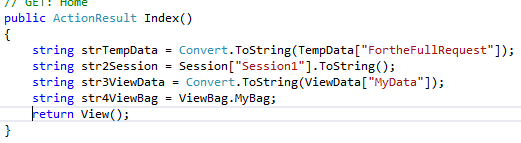 // GET: Home
public ActionResult Index()
{
string strTempData = Convert.ToString(TempData["FortheFullRequest"]);
string str2Session = Session["Session1"].ToString();
string str3ViewData = Convert.ToString(ViewData["MyData"]);
string str4ViewBag = ViewBag.MyBag;
return View();
}